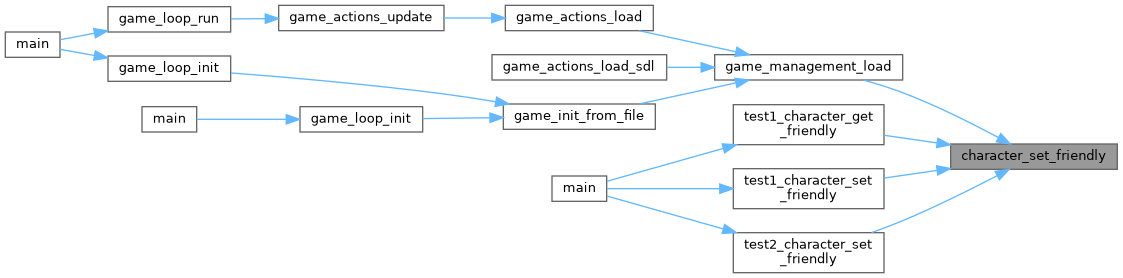 main
game_loop_run
game_loop_init
game_actions_update
game_actions_load
game_actions_load_sdl
game_management_load
main
game_loop_init
game_init_from_file
test1_character_get
_friendly
test1_character_set
_friendly
test2_character_set
_friendly
main
character_set_friendly